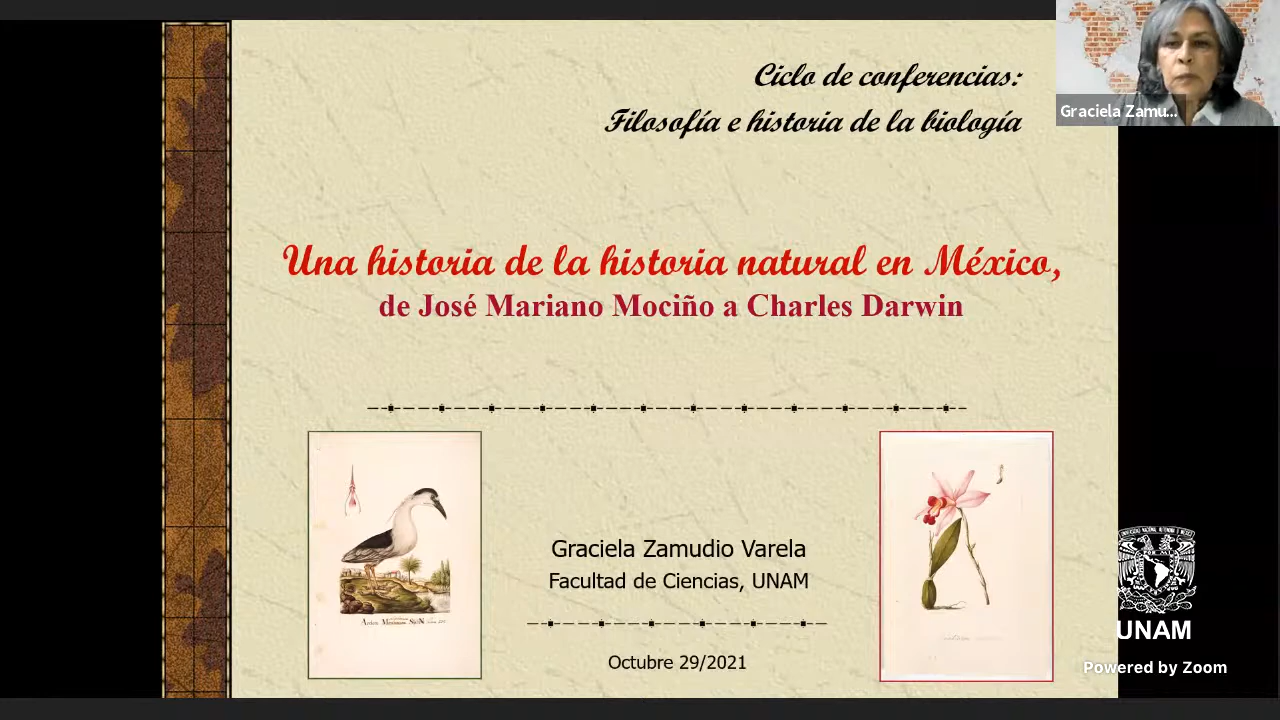 Ciclo de conferencias:
Filosofía e historia de la biología
Graciela Zamu...
Una historia de la historia natural en México,
de José Mariano Mociño a Charles Darwin
Graciela Zamudio Varela
Facultad de Ciencias, UNAM
Octubre 29/2021
UNAM
Powered by Zoom